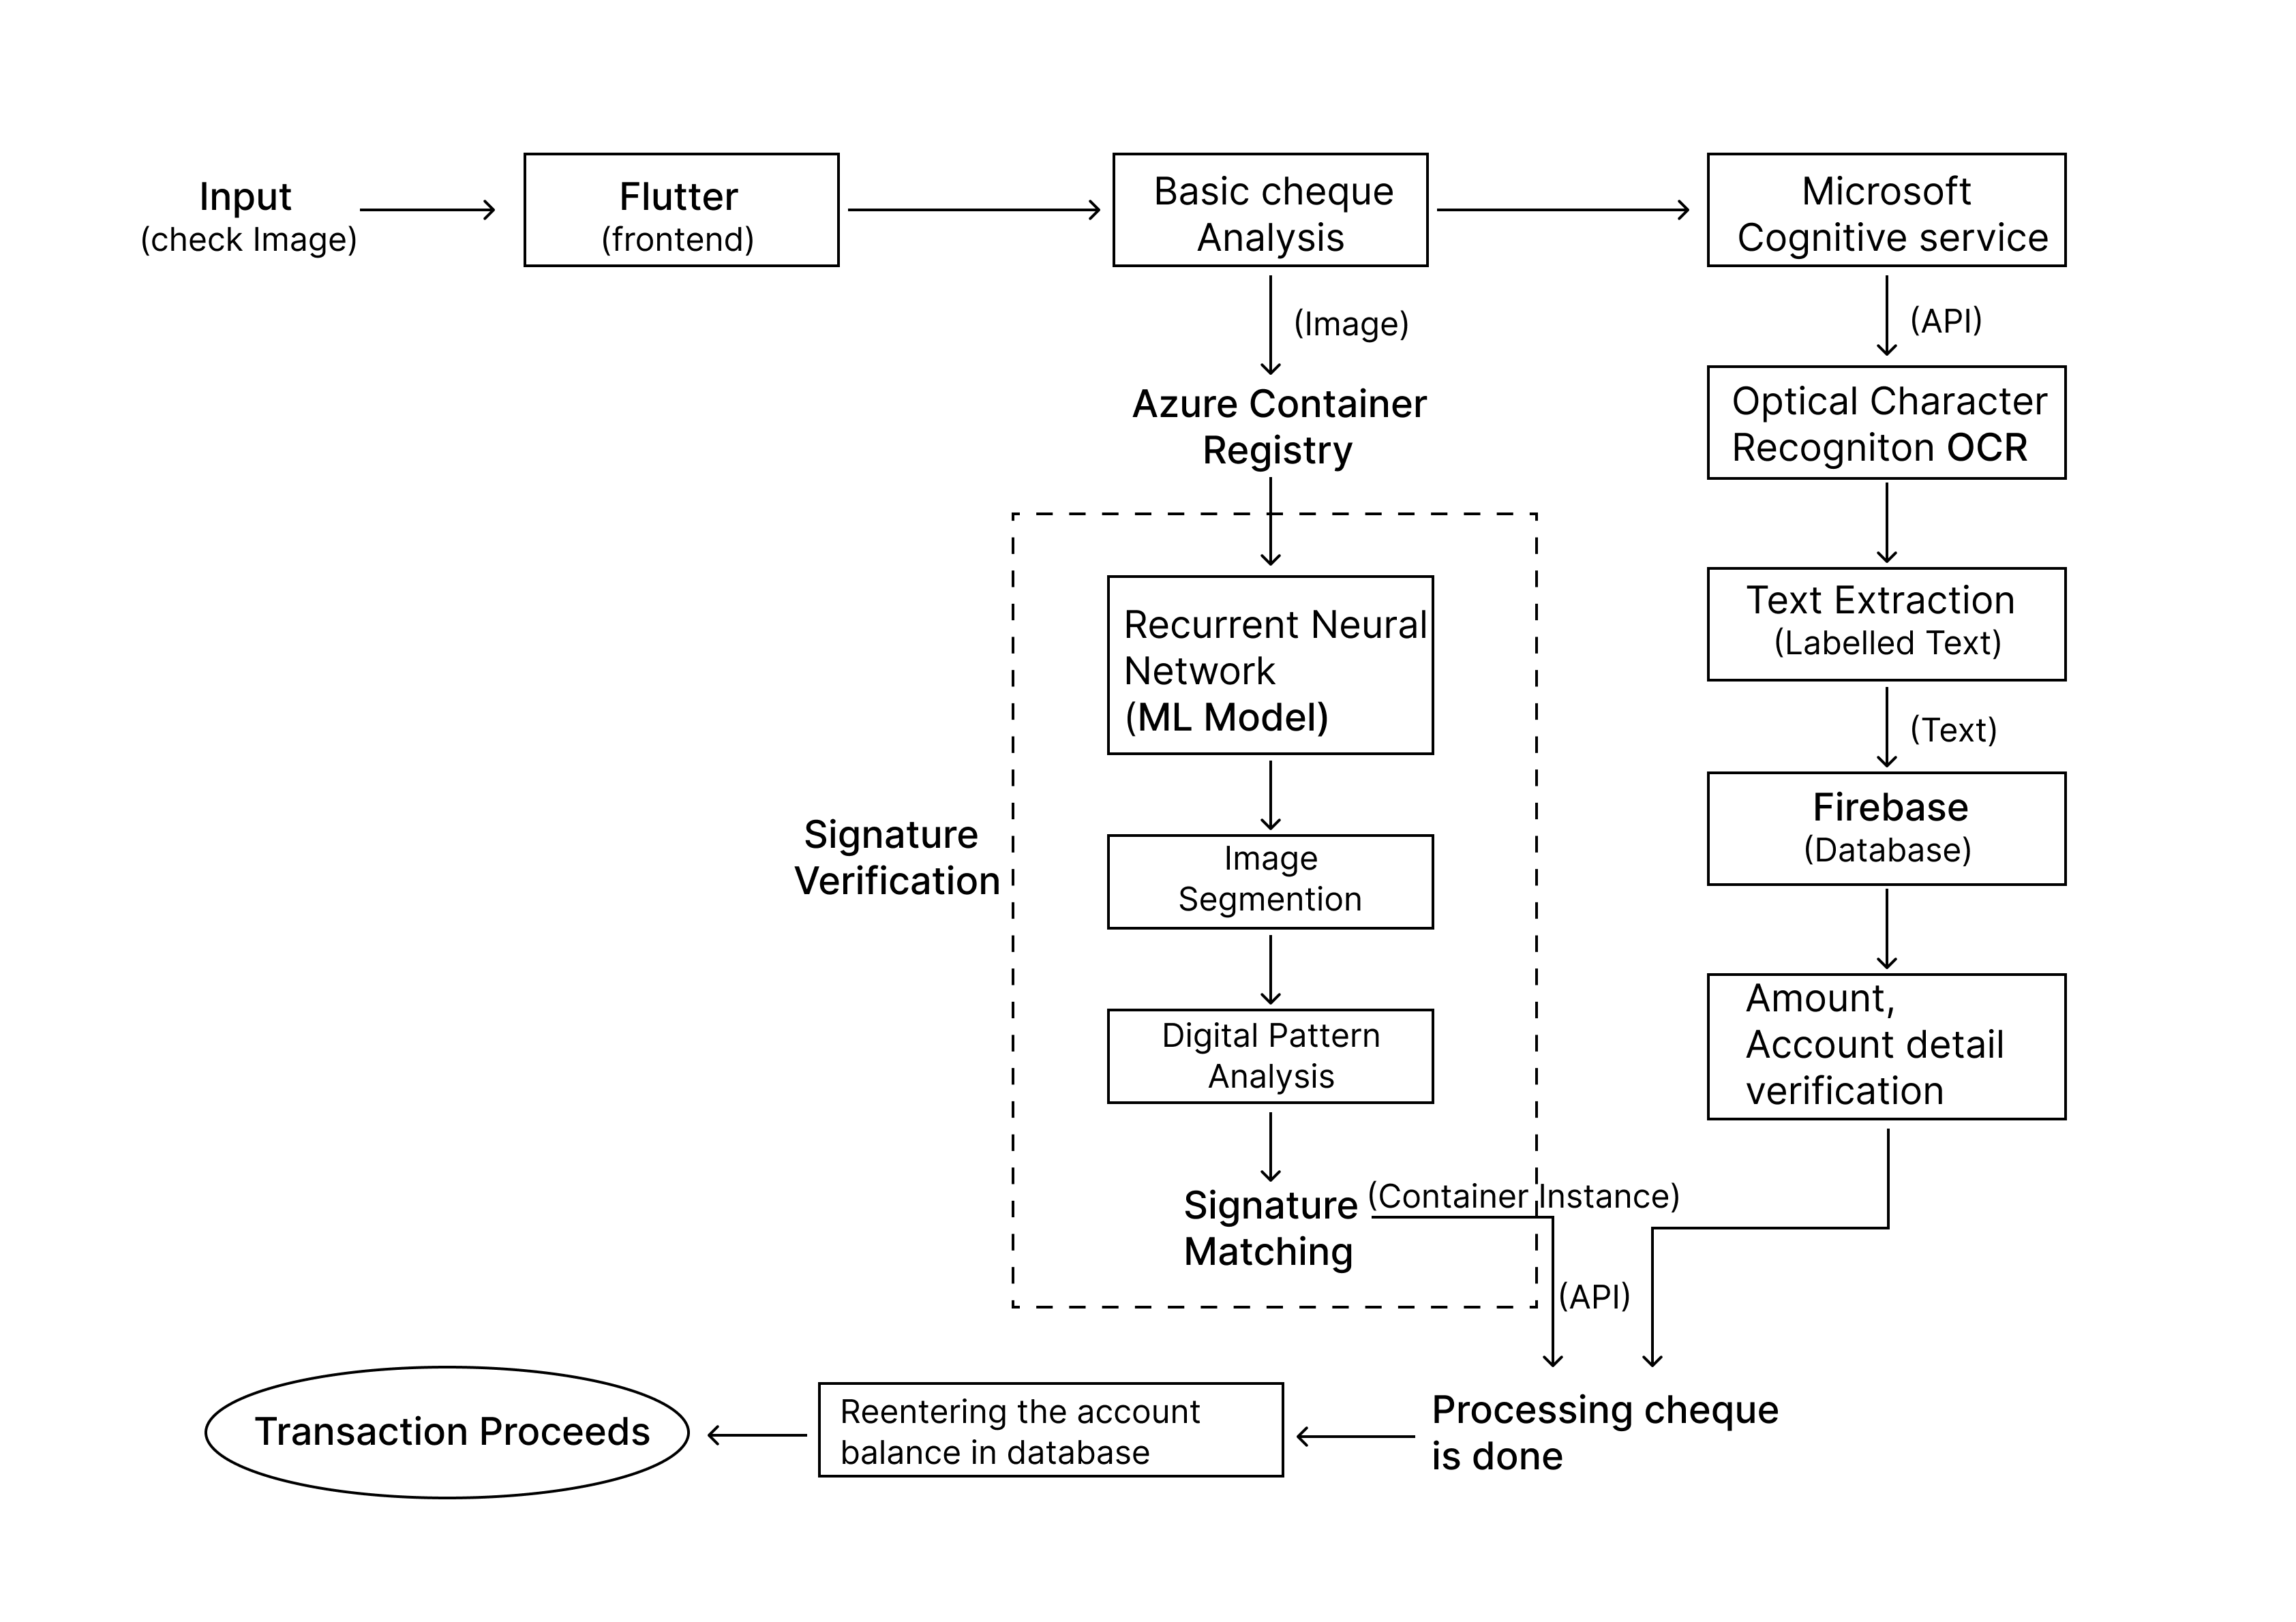 Input
(check Image)
Flutter
(frontend)
Basic cheque
Analysis
Microsoft
Cognitive service
(Image)
(API)
Azure Container
Registry
Optical Character
Recogniton OCR
Signature
Verification
Recurrent Neural
Network
(ML Model)
Image
Segmention
Digital Pattern
Analysis
Signature
Matching
(Container Instance)
(API)
Text Extraction
(Labelled Text)
(Text)
Firebase
(Database)
Amount,
Account detail
verification
Processing cheque
is done
Reentering the account
balance in database
Transaction Proceeds